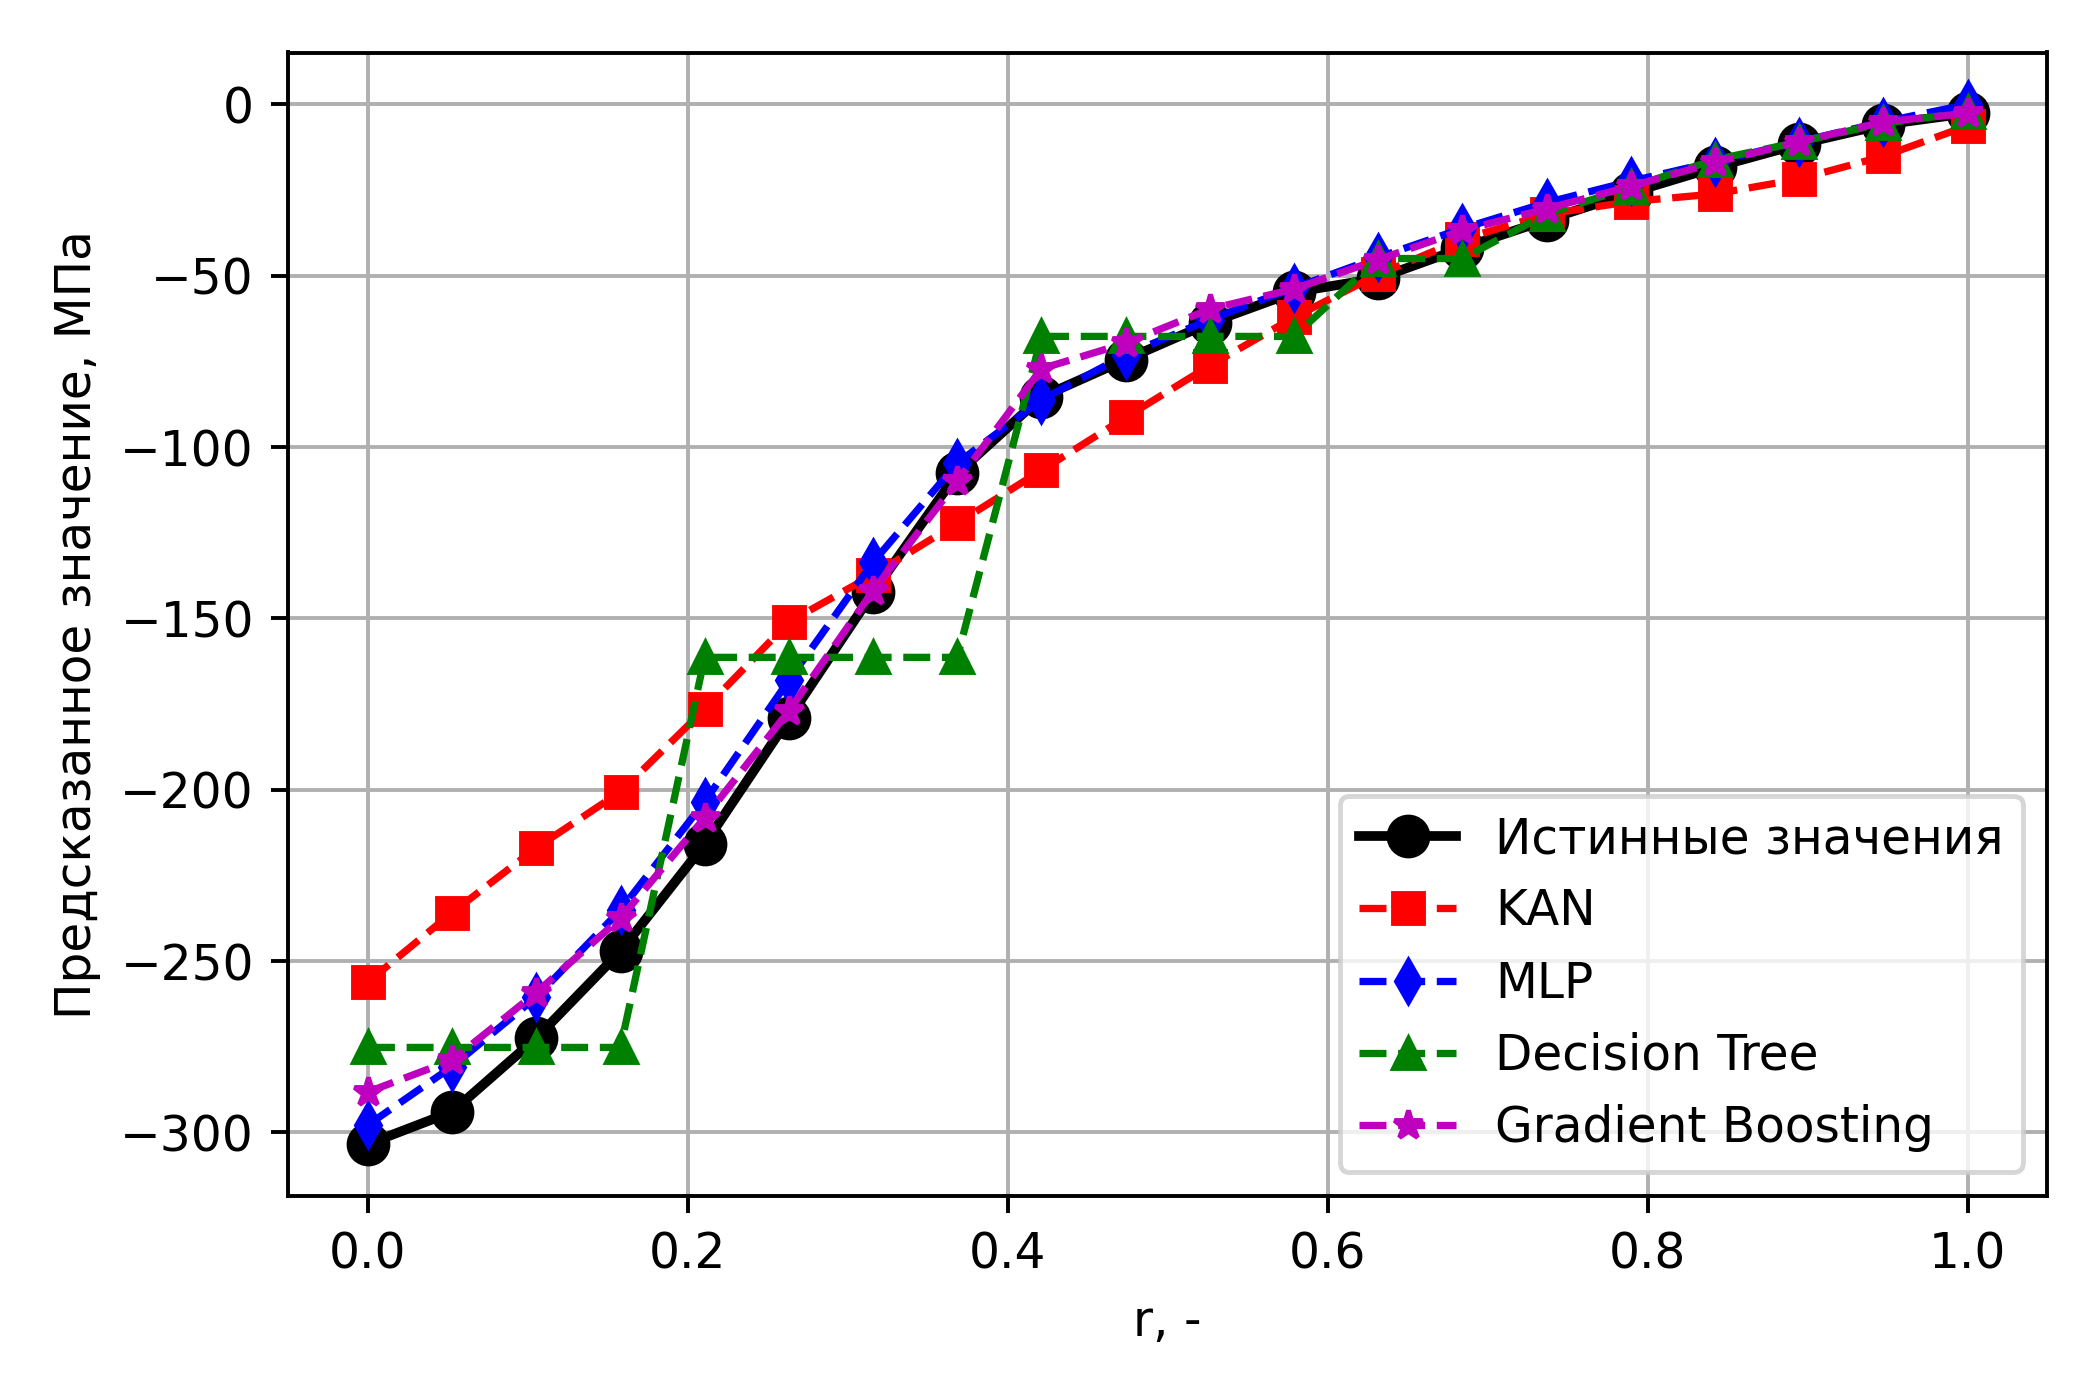 Предсказанное значение, МПа
0
−50
−100
−150
−200
−250
−300
0.0 0.2 0.4 0.6 0.8 1.0
r, -
Истинные значения
KAN
MLP
Decision Tree
Gradient Boosting